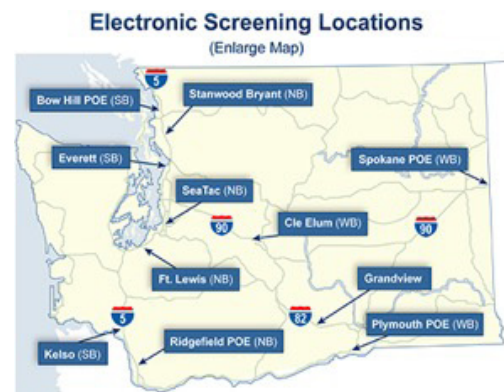 Electronic Screening Locations
(Enlarge Map)
5
Bow Hill POE (SB)
Stanwood Bryant (NB)
Everett (SB)
Spokane POE (WB)
SeaTac (NB)
90
Cle Elum (WB)
90
Ft. Lewis (NB)
Grandview
5
82
Plymouth POE (WB)
Kelso (SB)
Ridgefield POE (NB)